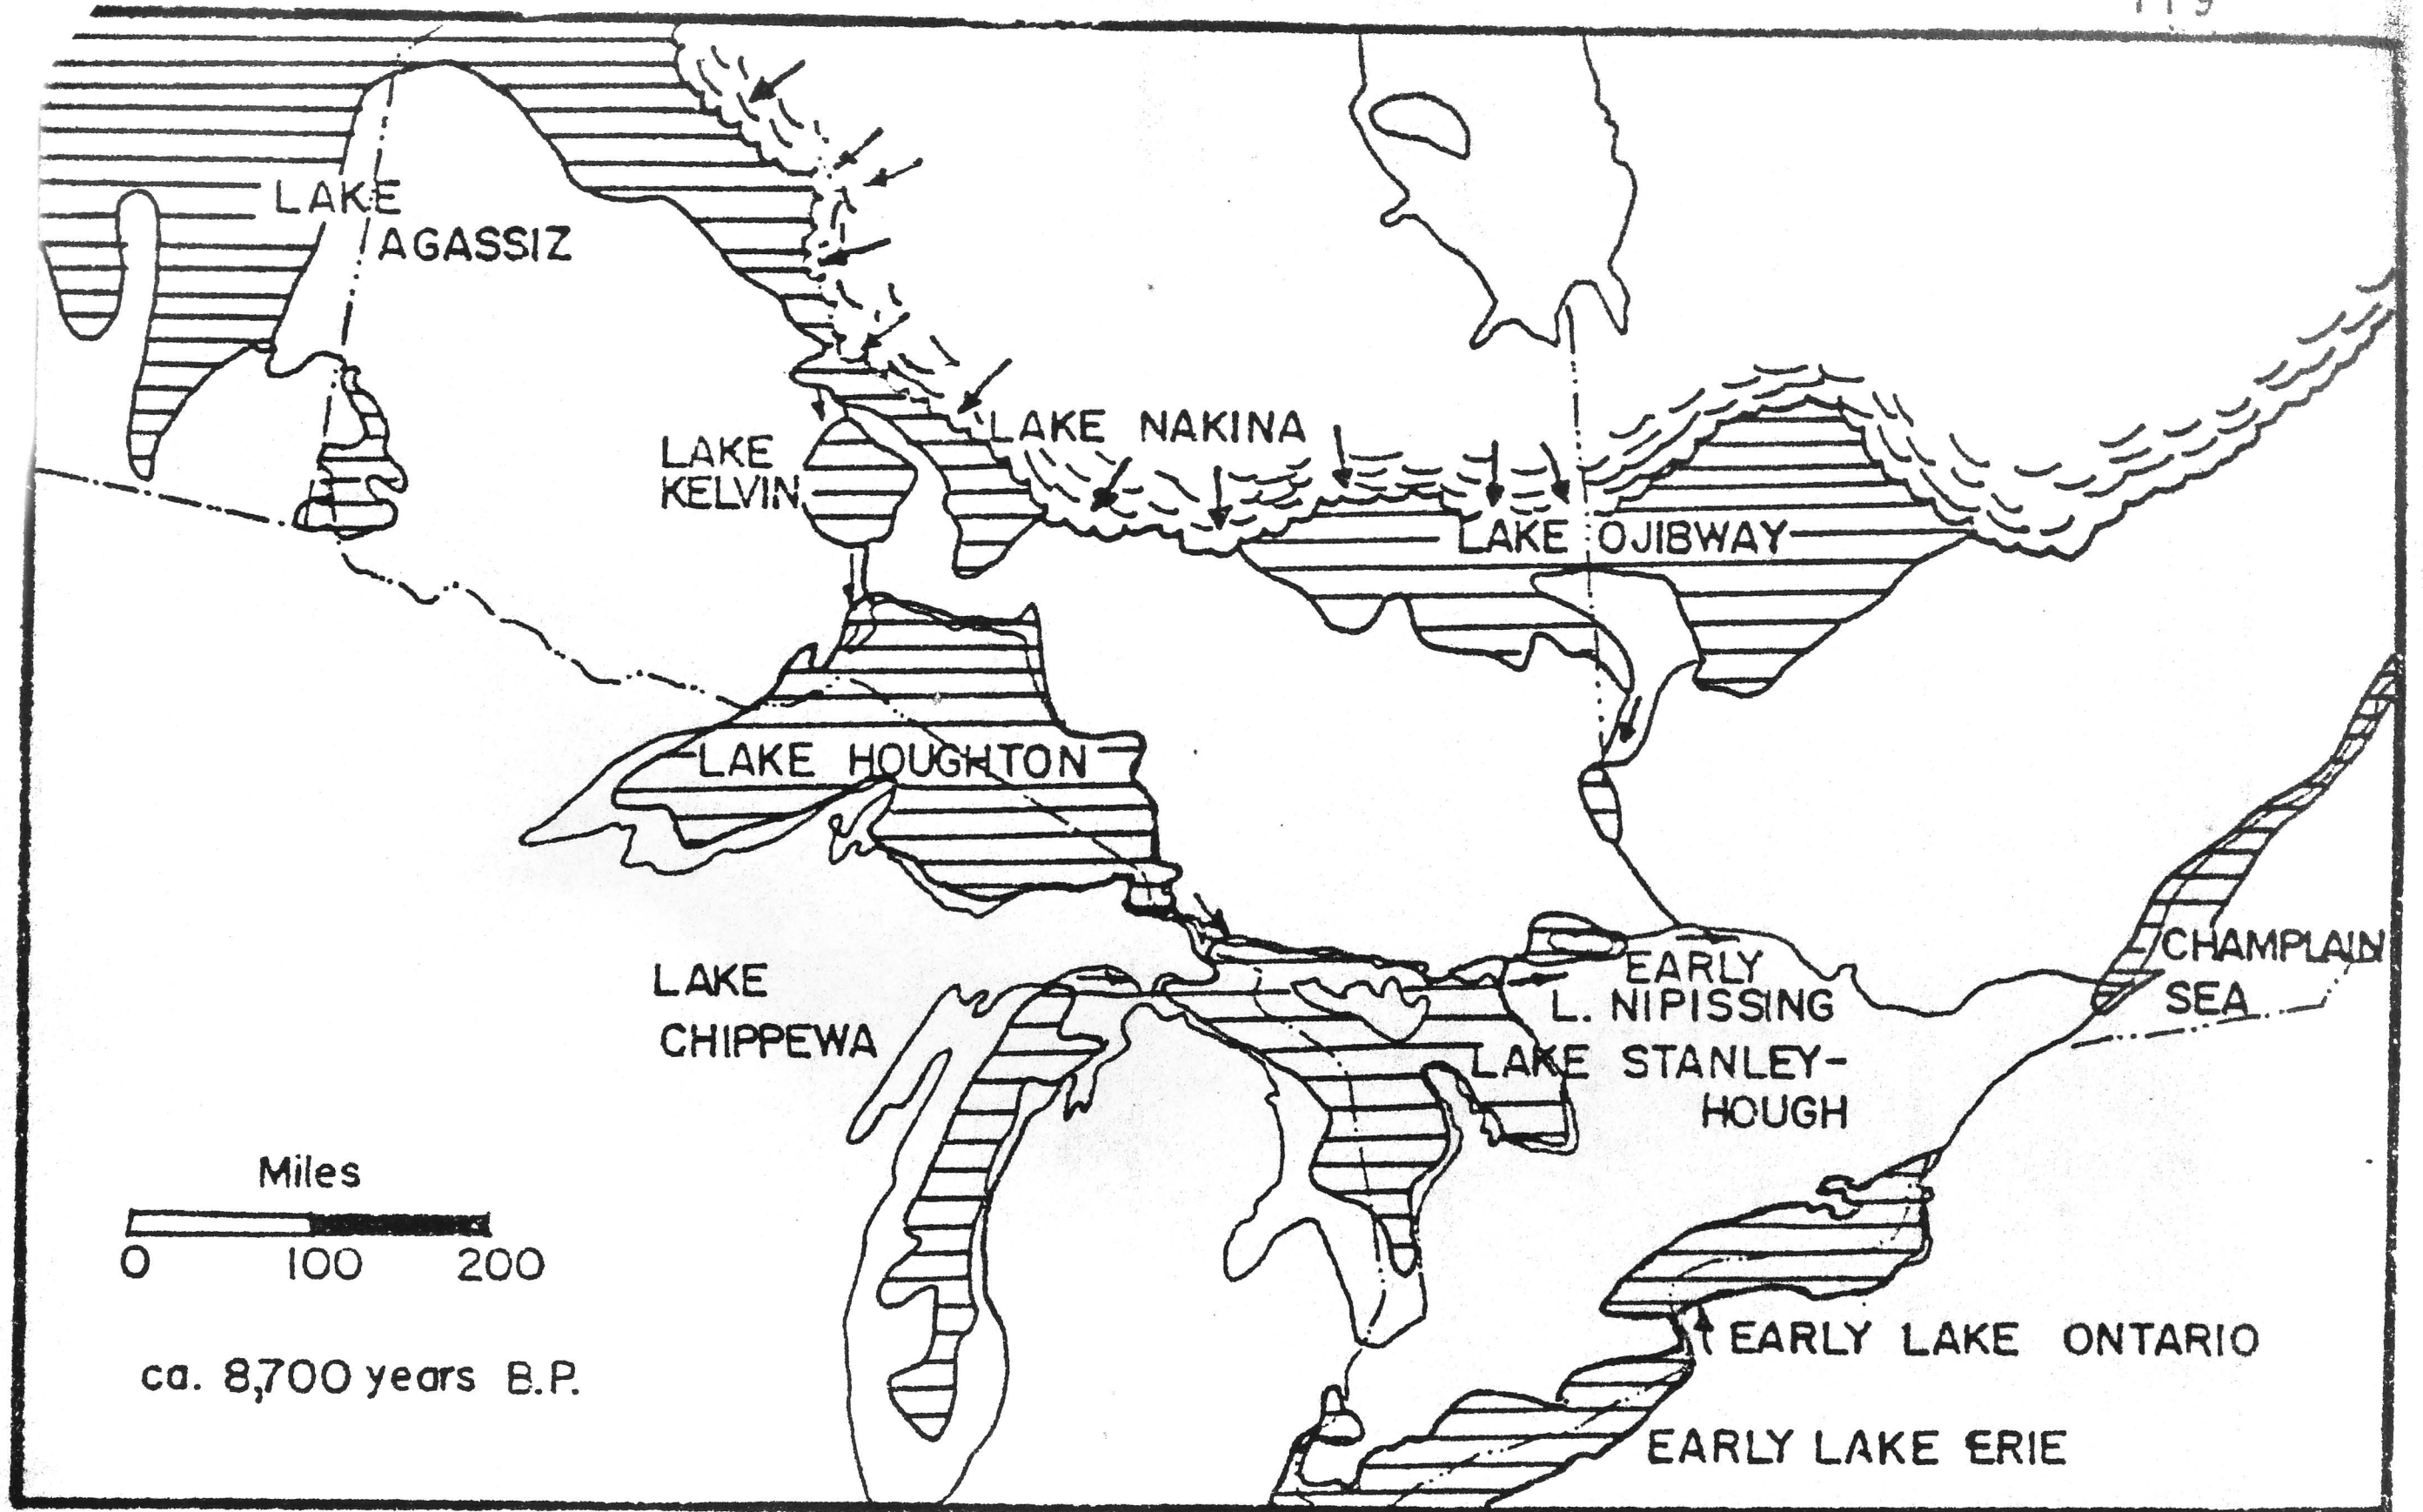 119
LAKE
AGASSIZ
LAKE NAKINA
LAKE
KELVIN
LAKE OJIBWAY
LAKE HOUGHTON
CHAMPLAIN
SEA
EARLY
L. NIPISSING
LAKE
CHIPPEWA
LAKE STANLEY-
HOUGH
Miles
0 100 200
EARLY LAKE ONTARIO
ca. 8,700 years B.P.
EARLY LAKE ERIE